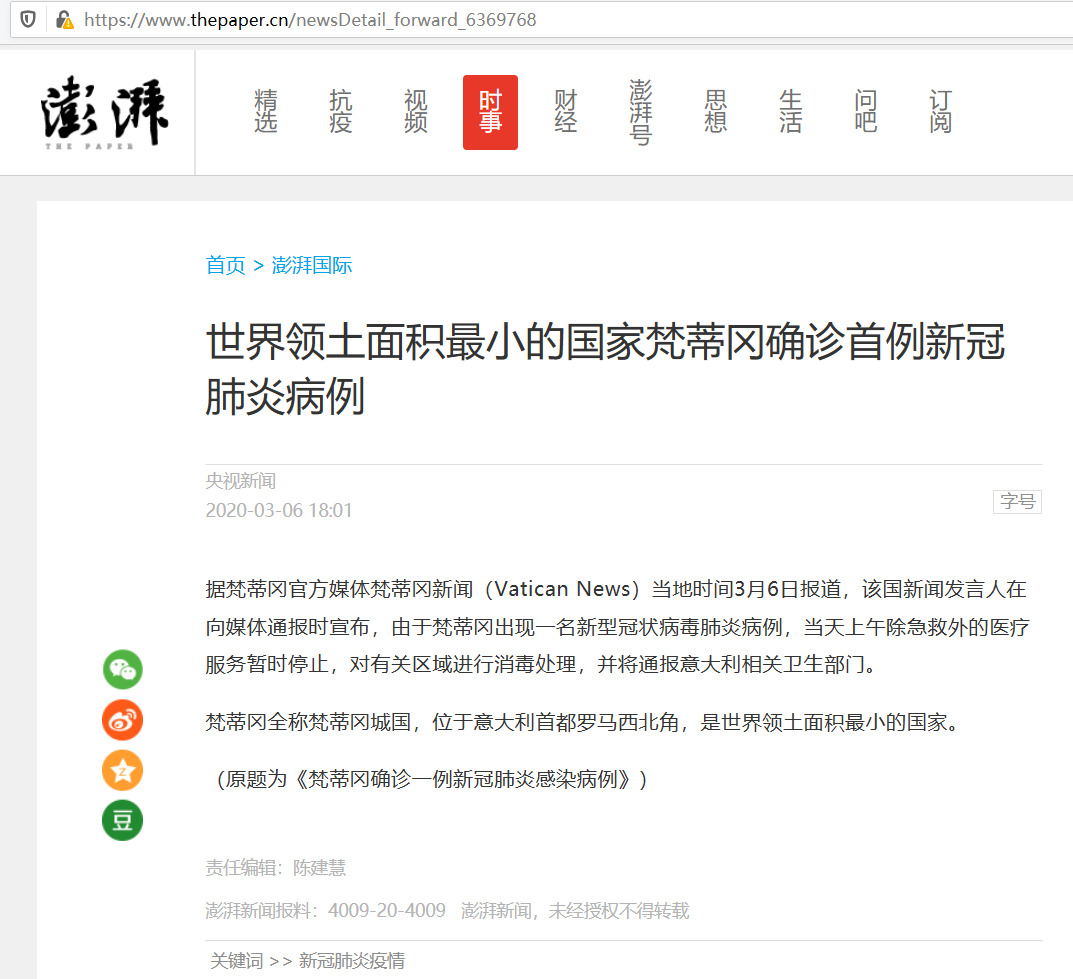 https://www.thepaper.cn/newsDetail_forward_6369768
澎湃
THE PAPER
精选
抗疫
视频
时事
财经
澎湃号
思想
生活
问吧
订阅
首页 > 澎湃国际
世界领土面积最小的国家梵蒂冈确诊首例新冠
肺炎病例
央视新闻
2020-03-06 18:01
字号
据梵蒂冈官方媒体梵蒂冈新闻（Vatican News）当地时间3月6日报道，该国新闻发言人在
向媒体通报时宣布，由于梵蒂冈出现一名新型冠状病毒肺炎病例，当天上午除急救外的医疗
服务暂时停止，对有关区域进行消毒处理，并将通报意大利相关卫生部门。
梵蒂冈全称梵蒂冈城国，位于意大利首都罗马西北角，是世界领土面积最小的国家。
（原题为《梵蒂冈确诊一例新冠肺炎感染病例》）
豆
责任编辑：陈建慧
澎湃新闻报料：4009-20-4009 澎湃新闻，未经授权不得转载
关键词 >> 新冠肺炎疫情